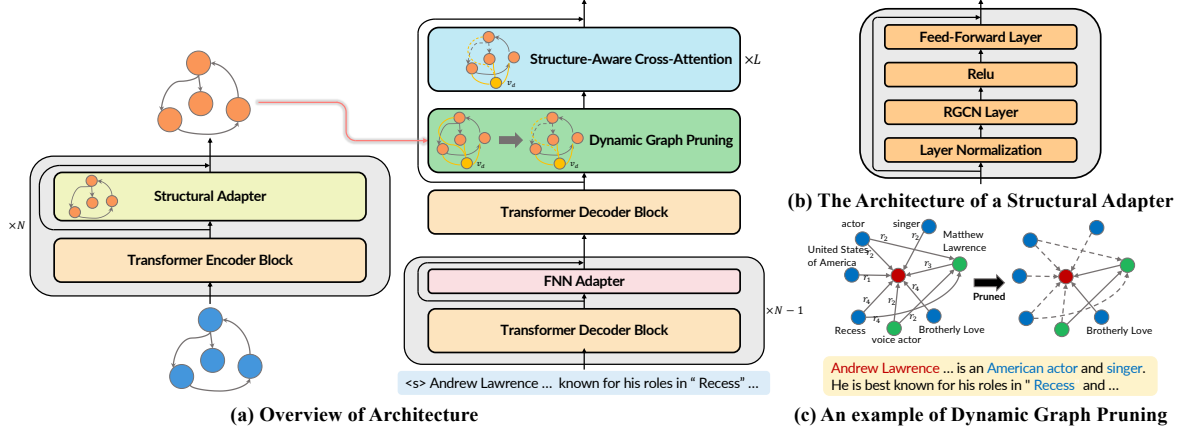 Structure-Aware Cross-Attention
×L
v_d
Dynamic Graph Pruning
v_d
v_d
Structural Adapter
×N
Transformer Encoder Block
Transformer Decoder Block
FNN Adapter
×N − 1
Transformer Decoder Block
<s> Andrew Lawrence ... known for his roles in " Recess" ...
(a) Overview of Architecture
Feed-Forward Layer
Relu
RGCN Layer
Layer Normalization
(b) The Architecture of a Structural Adapter
actor
singer
Matthew
Lawrence
r_2
r_2
r_2
United States
of America
r_3
r_1
r_4
r_4
r_2
r_4
r_2
Recess
voice actor
Brotherly Love
Pruned
Brotherly Love
Andrew Lawrence ... is an American actor and singer.
He is best known for his roles in " Recess and ...
(c) An example of Dynamic Graph Pruning